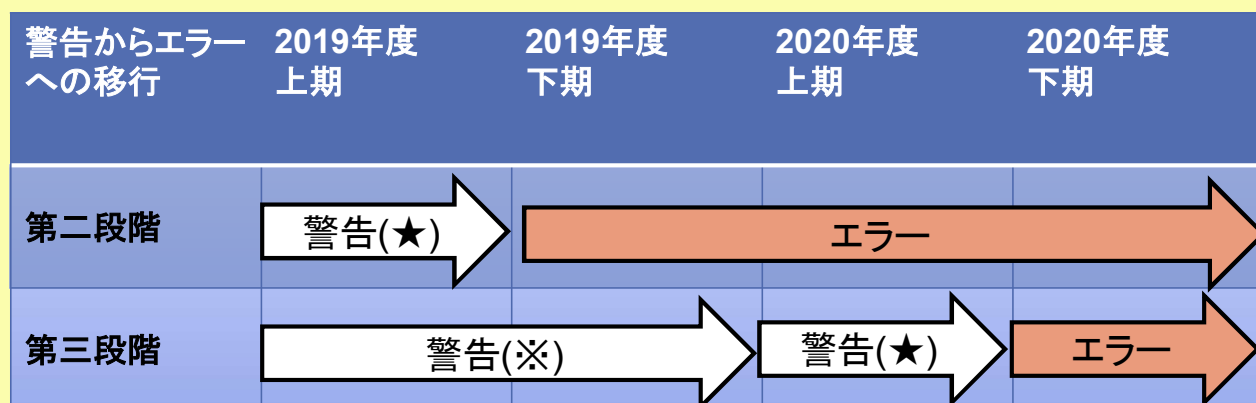 警告からエラー
への移行
2019年度
上期
2019年度
下期
2020年度
上期
2020年度
下期
第二段階
警告(★)
エラー
第三段階
警告(※)
警告(★)
エラー